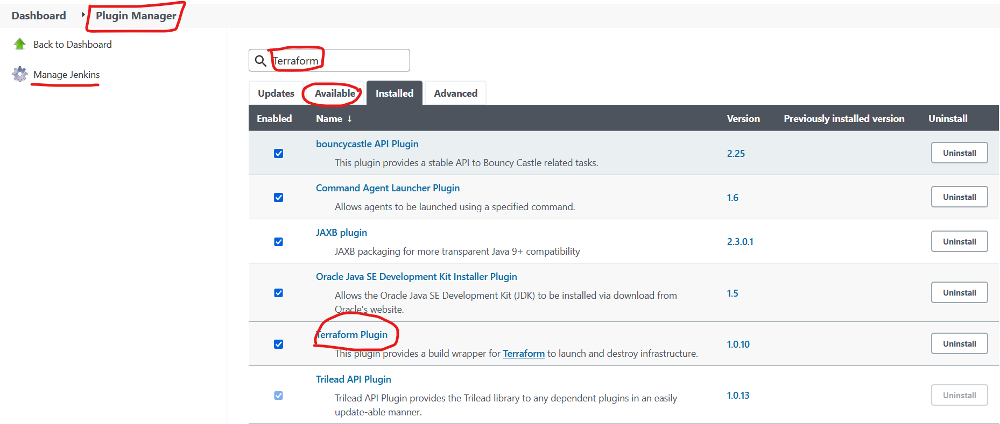 Dashboard Plugin Manager
Back to Dashboard
Manage Jenkins
Terraform
Updates Available Installed Advanced
Enabled Name ↓ Version Previously installed version Uninstall
bouncycastle API Plugin
This plugin provides a stable API to Bouncy Castle related tasks.
2.25 Uninstall
Command Agent Launcher Plugin
Allows agents to be launched using a specified command.
1.6 Uninstall
JAXB plugin
JAXB packaging for more transparent Java 9+ compatibility
2.3.0.1 Uninstall
Oracle Java SE Development Kit Installer Plugin
Allows the Oracle Java SE Development Kit (JDK) to be installed via download from
Oracle's website.
1.5 Uninstall
Terraform Plugin
This plugin provides a build wrapper for Terraform to launch and destroy infrastructure.
1.0.10 Uninstall
Trilead API Plugin
Trilead API Plugin provides the Trilead library to any dependent plugins in an easily
update-able manner.
1.0.13 Uninstall